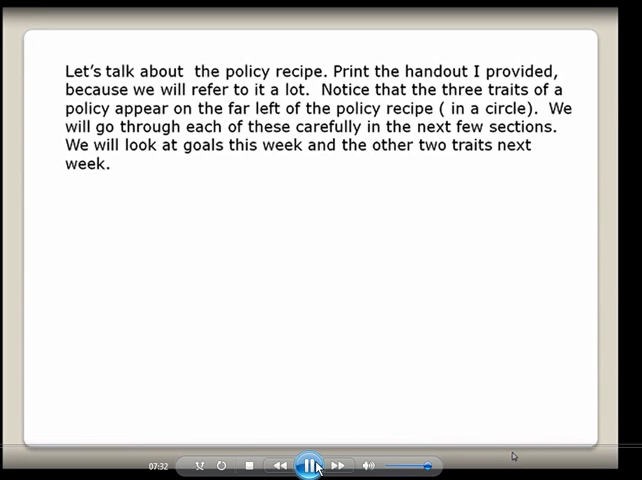 Let's talk about  the policy recipe. Print the handout I provided,
because we will refer to it a lot.  Notice that the three traits of a
policy appear on the far left of the policy recipe ( in a circle).  We
will go through each of these carefully in the next few sections.
We will look at goals this week and the other two traits next
week.
07:32